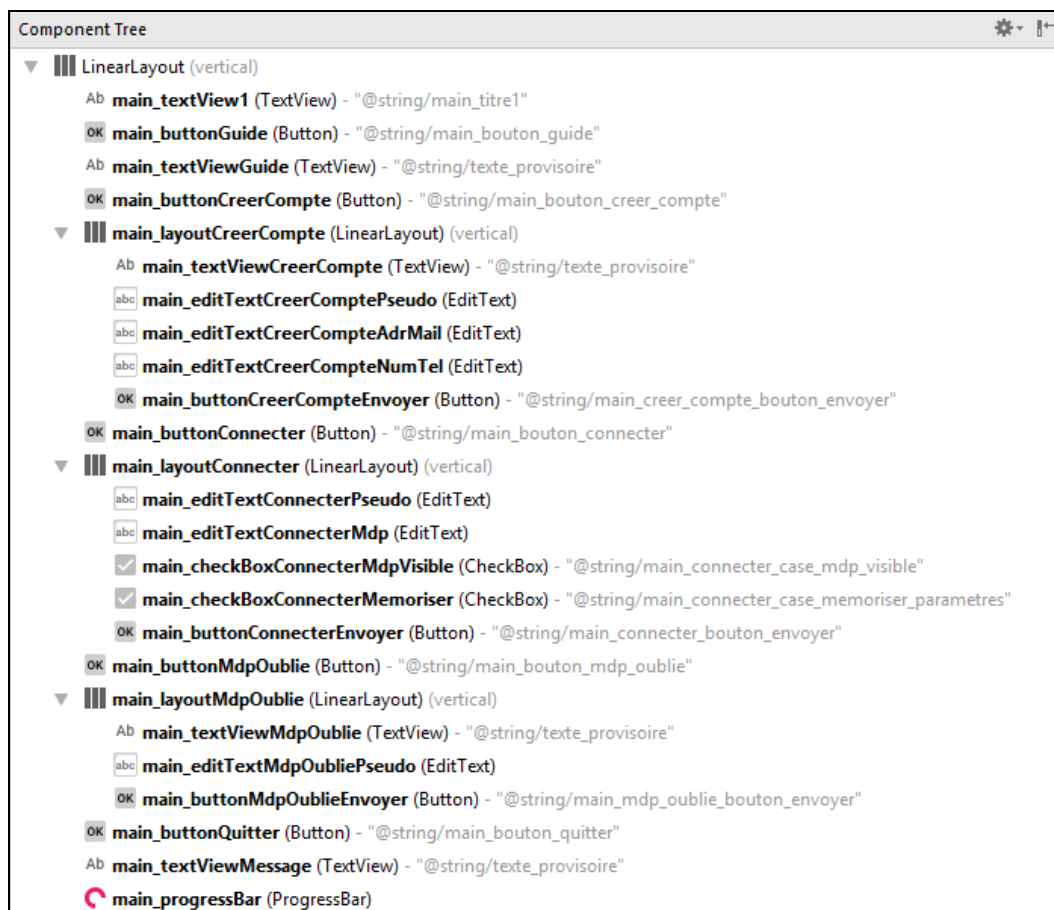 Component Tree
LinearLayout (vertical)
Ab main_textView1 (TextView) - "@string/main_titre1"
OK main_buttonGuide (Button) - "@string/main_bouton_guide"
Ab main_textViewGuide (TextView) - "@string/texte_provisoire"
OK main_buttonCreerCompte (Button) - "@string/main_bouton_creer_compte"
main_layoutCreerCompte (LinearLayout) (vertical)
Ab main_textViewCreerCompte (TextView) - "@string/texte_provisoire"
abc main_editTextCreerComptePseudo (EditText)
abc main_editTextCreerCompteAdrMail (EditText)
abc main_editTextCreerCompteNumTel (EditText)
OK main_buttonCreerCompteEnvoyer (Button) - "@string/main_creer_compte_bouton_envoyer"
OK main_buttonConnecter (Button) - "@string/main_bouton_connecter"
main_layoutConnecter (LinearLayout) (vertical)
abc main_editTextConnecterPseudo (EditText)
abc main_editTextConnecterMdp (EditText)
main_checkBoxConnecterMdpVisible (CheckBox) - "@string/main_connecter_case_mdp_visible"
main_checkBoxConnecterMemoriser (CheckBox) - "@string/main_connecter_case_memoriser_parametres"
OK main_buttonConnecterEnvoyer (Button) - "@string/main_connecter_bouton_envoyer"
OK main_buttonMdpOublie (Button) - "@string/main_bouton_mdp_oublie"
main_layoutMdpOublie (LinearLayout) (vertical)
Ab main_textViewMdpOublie (TextView) - "@string/texte_provisoire"
abc main_editTextMdpOubliePseudo (EditText)
OK main_buttonMdpOublieEnvoyer (Button) - "@string/main_mdp_oublie_bouton_envoyer"
OK main_buttonQuitter (Button) - "@string/main_bouton_quitter"
Ab main_textViewMessage (TextView) - "@string/texte_provisoire"
main_progressBar (ProgressBar)